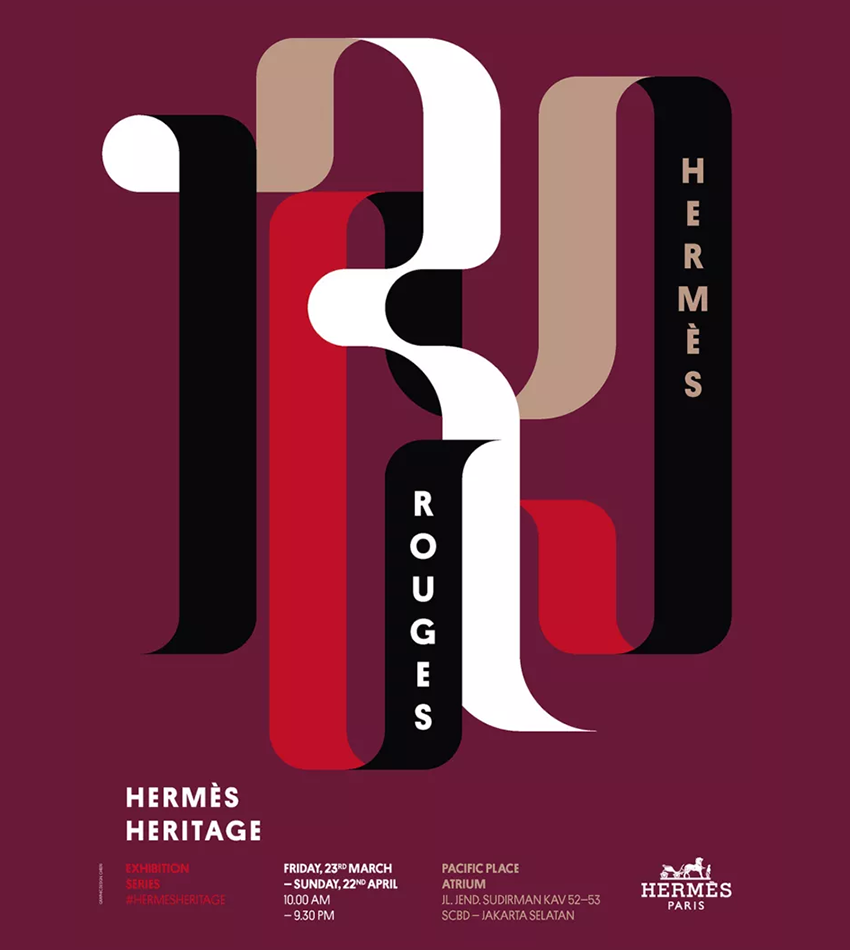 HERMÈS
ROUGES
HERMÈS
HERITAGE
EXHIBITION
SERIES
#HERMESHERITAGE
FRIDAY, 23RD MARCH
– SUNDAY, 22ND APRIL
10.00 AM
– 9.30 PM
PACIFIC PLACE
ATRIUM
JL. JEND. SUDIRMAN KAV 52–53
SCBD – JAKARTA SELATAN
HERMÈS
PARIS